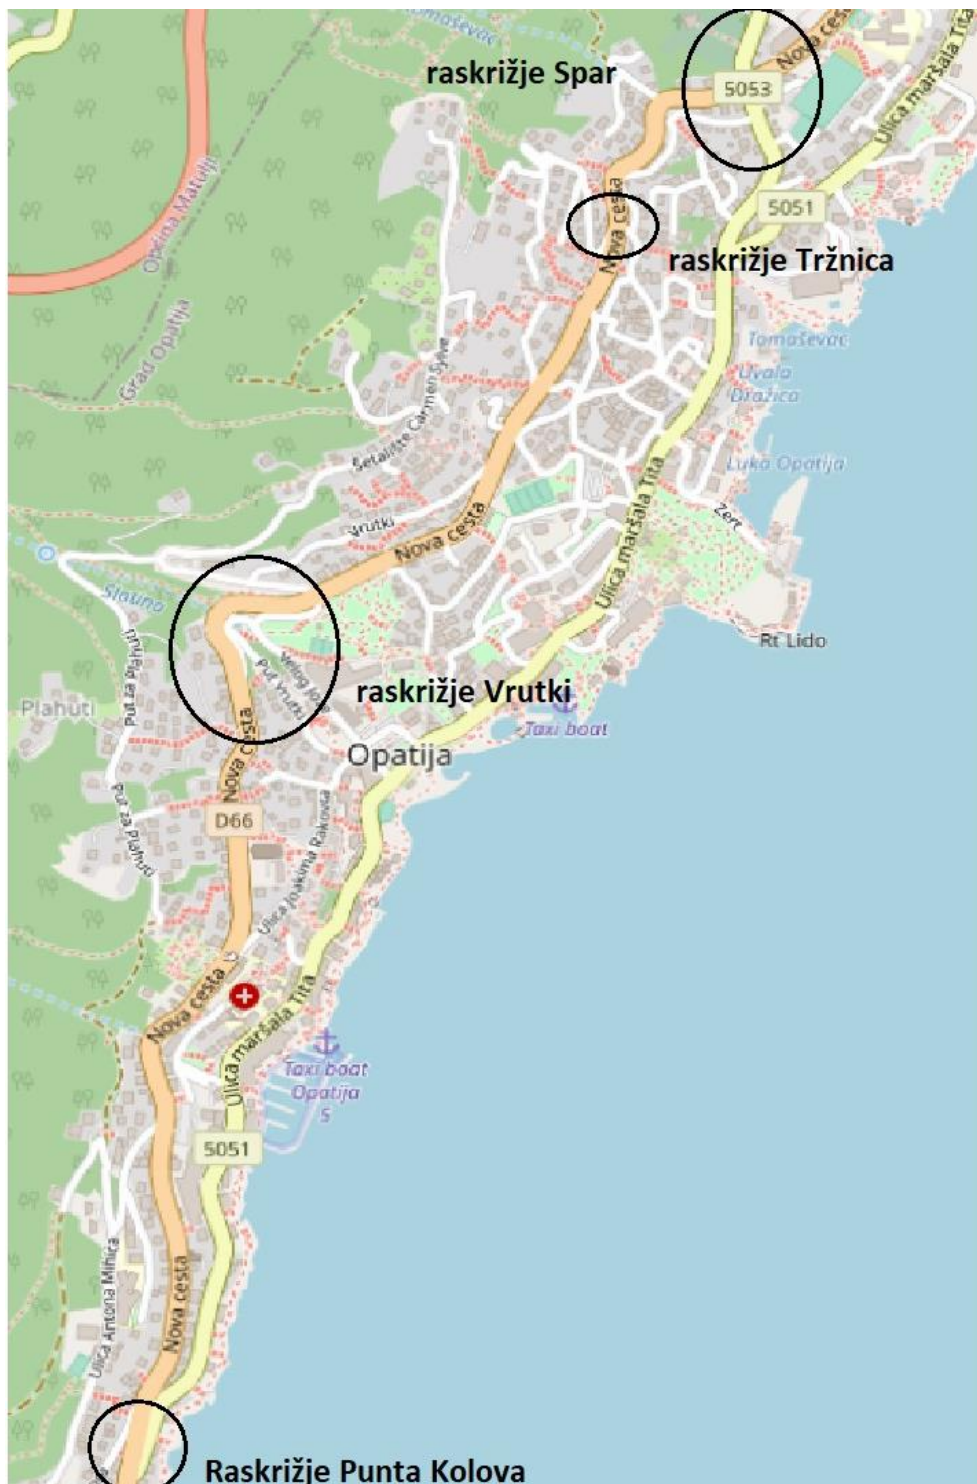 Tomaševac
raskrižje Spar
5053
Nova cesta
Ulica maršala Tita
Općina Matulji
Grad Opatija
Nova cesta
5051
raskrižje Tržnica
Tomaševac
Uvala
Dražica
Šetalište Carmen Sylve
Luka Opatija
Vrutki
Nova cesta
Zert
Ulica maršala Tita
Slauna
Rt Lido
Put za Plahuti
Put Vrutki
raskrižje Vrutki
Plahuti
Taxi boat
Opatija
Nova cesta
Put za Plahuti
D66
Ulica Joakima Rakovca
Nova cesta
Ulica maršala Tita
Taxi boat
Opatija
5
5051
Ulica Antona Mihića
Nova cesta
Raskrižje Punta Kolova